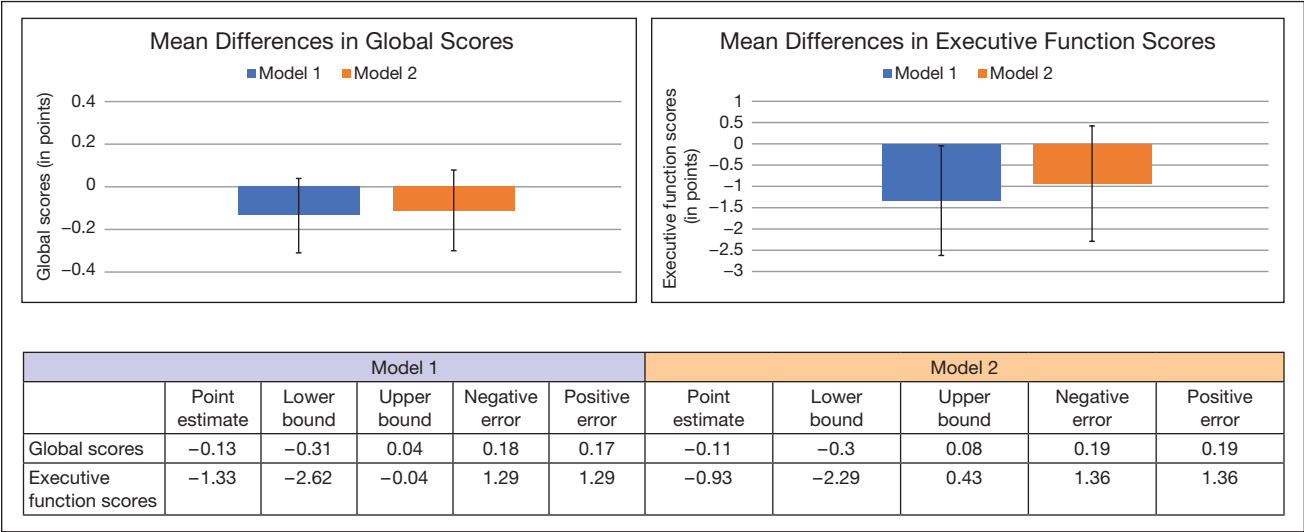 Mean Differences in Global Scores
Model 1 Model 2
Global scores (in points)
0.4
0.2
0
−0.2
−0.4
Mean Differences in Executive Function Scores
Model 1 Model 2
Executive function scores
(in points)
1
0.5
0
−0.5
−1
−1.5
−2
−2.5
−3
Model 1 Model 2
Point estimate Lower bound Upper bound Negative error Positive error Point estimate Lower bound Upper bound Negative error Positive error
Global scores −0.13 −0.31 0.04 0.18 0.17 −0.11 −0.3 0.08 0.19 0.19
Executive function scores −1.33 −2.62 −0.04 1.29 1.29 −0.93 −2.29 0.43 1.36 1.36